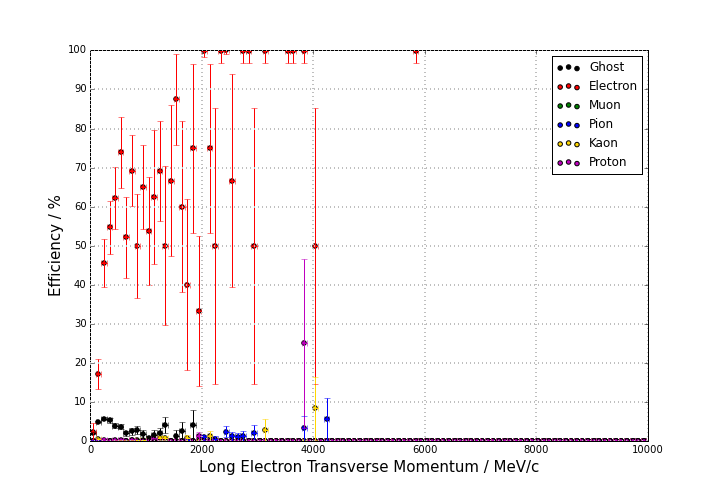 100
90
80
70
60
50
40
30
20
10
0
Efficiency / %
0 2000 4000 6000 8000 10000
Long Electron Transverse Momentum / MeV/c
Ghost
Electron
Muon
Pion
Kaon
Proton